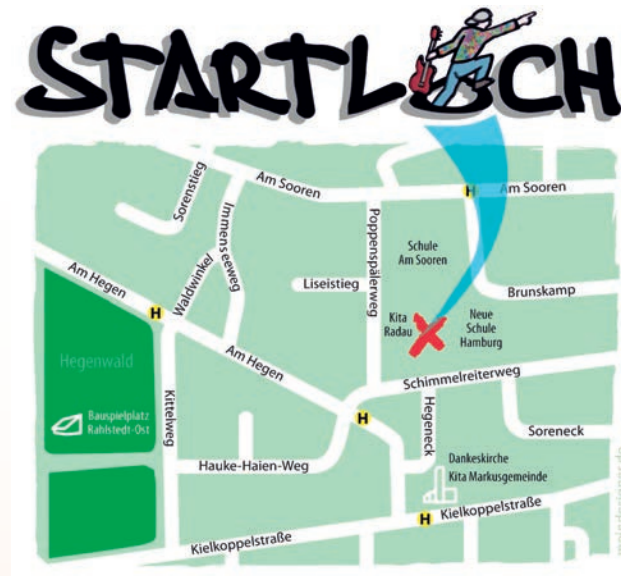 STARTLOCH
Am Sooren
Am Sooren
H
Sorenstieg
Immenseeweg
Poppenspälerweg
Schule
Am Sooren
Waldwinkel
Am Hegen
Liseistieg
Brunskamp
H
Kita
Radau
Neue
Schule
Hamburg
Hegenwald
Am Hegen
Schimmelreiterweg
Bauspielplatz
Rahlstedt-Ost
Kittelweg
H
Hegeneck
Soreneck
Hauke-Haien-Weg
Dankeskirche
Kita Markusgemeinde
H
Kielkoppelstraße
Kielkoppelstraße